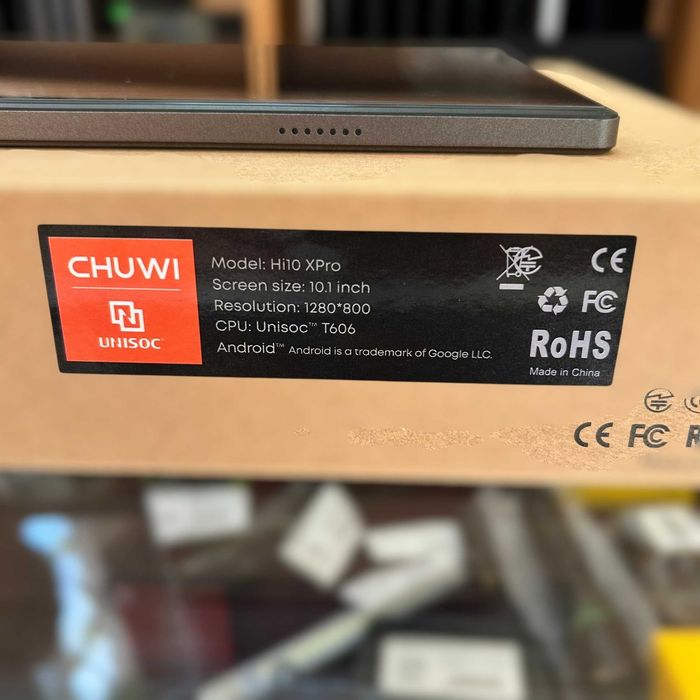 CHUWI
UNISOC
Model: Hi10 XPro
Screen size: 10.1 inch
Resolution: 1280*800
CPU: Unisoc™ T606
Android™ Android is a trademark of Google LLC.
CE
FC
RoHS
Made in China
CE FC R